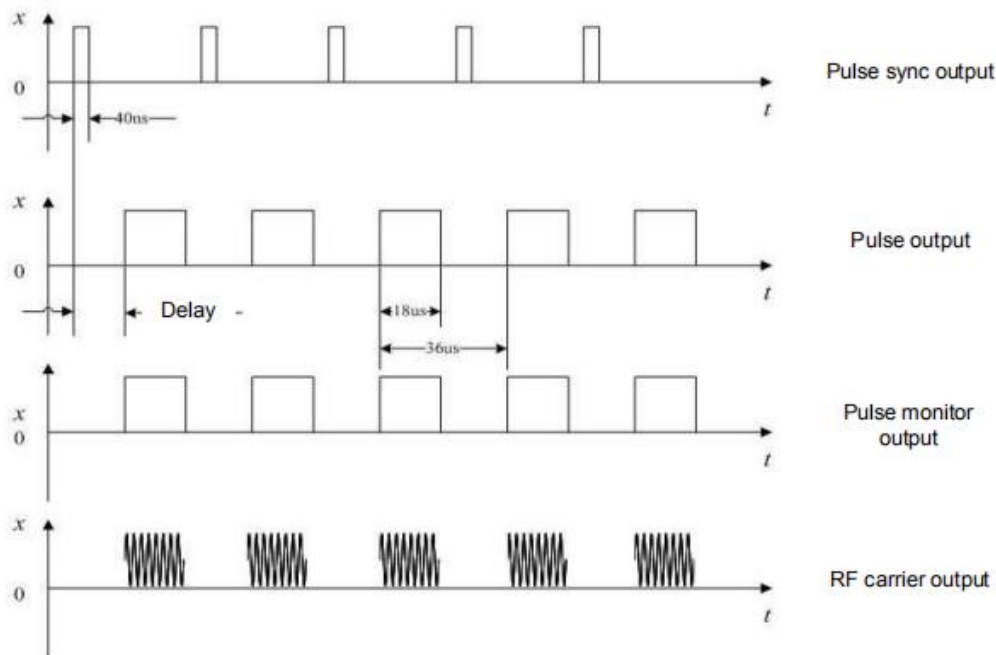 x
0
t
40ns
Pulse sync output
x
0
t
Pulse output
Delay -
18us
36us
x
0
t
Pulse monitor
output
x
0
t
RF carrier output